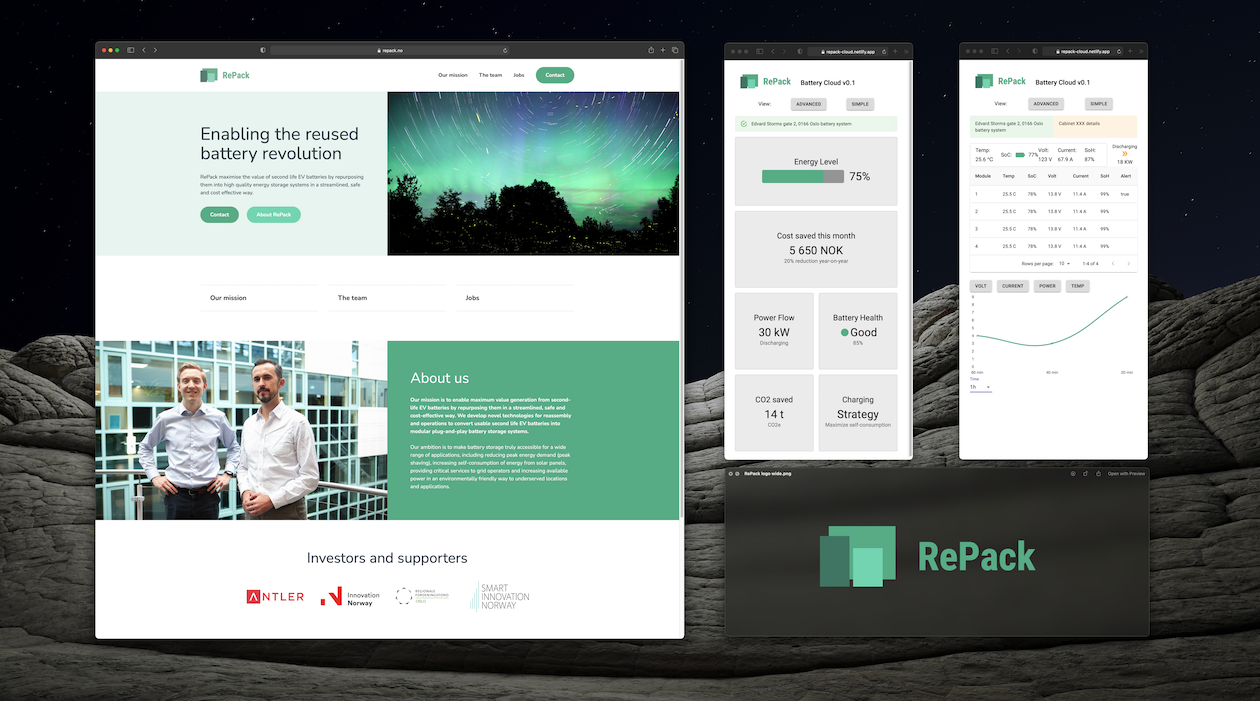 repack.no
RePack
Our mission
The team
Jobs
Contact
Enabling the reused
battery revolution
RePack maximise the value of second life EV batteries by repurposing
them into high quality energy storage systems in a streamlined, safe
and cost effective way.
Contact
About RePack
Our mission
The team
Jobs
About us
Our mission is to enable maximum value generation from second-
life EV batteries by repurposing them in a streamlined, safe and
cost-effective way. We develop novel technologies for reassembly
and operations to convert usable second life EV batteries into
modular plug-and-play battery storage systems.
Our ambition is to make battery storage truly accessible for a wide
range of applications, including reducing peak energy demand (peak
shaving), increasing self-consumption of energy from solar panels,
providing critical services to grid operators and increasing available
power in an environmentally friendly way to underserved locations
and applications.
Investors and supporters
ANTLER
Innovation
Norway
REGIONALE
FORSKNINGSFOND
OSLO
SMART
INNOVATION
NORWAY
repack-cloud.netlify.app
RePack
Battery Cloud v0.1
View:
ADVANCED
SIMPLE
Edvard Storms gate 2, 0166 Oslo battery system
Energy Level
75%
Cost saved this month
5 650 NOK
20% reduction year-on-year
Power Flow
30 kW
Discharging
Battery Health
Good
85%
CO2 saved
14 t
CO2e
Charging
Strategy
Maximize self-consumption
repack-cloud.netlify.app
RePack
Battery Cloud v0.1
View:
ADVANCED
SIMPLE
Edvard Storms gate 2, 0166 Oslo
battery system
Cabinet XXX details
Temp:
25.6 °C
SoC:
77%
Volt:
123 V
Current:
67.9 A
SoH:
87%
Discharging
18 KW
Module Temp SoC Volt Current SoH Alert
1 25.5 C 78% 13.8 V 11.4 A 99% true
2 25.5 C 78% 13.8 V 11.4 A 99%
3 25.5 C 78% 13.8 V 11.4 A 99%
4 25.5 C 78% 13.8 V 11.4 A 99%
Rows per page: 10 1-4 of 4
VOLT
CURRENT
POWER
TEMP
9
8
7
6
5
4
3
2
1
0
60 min
40 min
20 min
Time
1h
RePack logo wide.png
Open with Preview
RePack